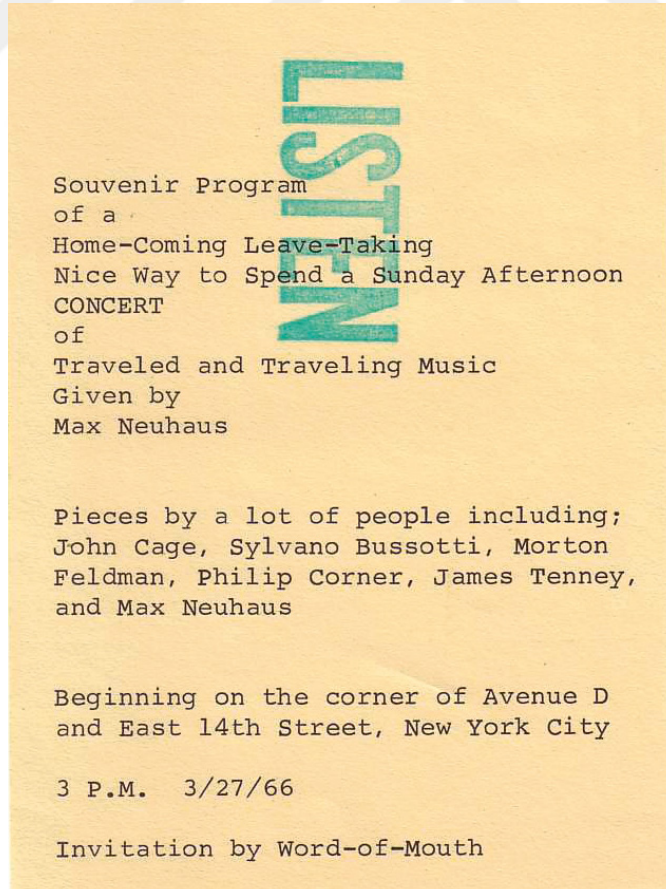 LISTEN
Souvenir Program
of a
Home-Coming Leave-Taking
Nice Way to Spend a Sunday Afternoon
CONCERT
of
Traveled and Traveling Music
Given by
Max Neuhaus
Pieces by a lot of people including;
John Cage, Sylvano Bussotti, Morton
Feldman, Philip Corner, James Tenney,
and Max Neuhaus
Beginning on the corner of Avenue D
and East 14th Street, New York City
3 P.M. 3/27/66
Invitation by Word-of-Mouth